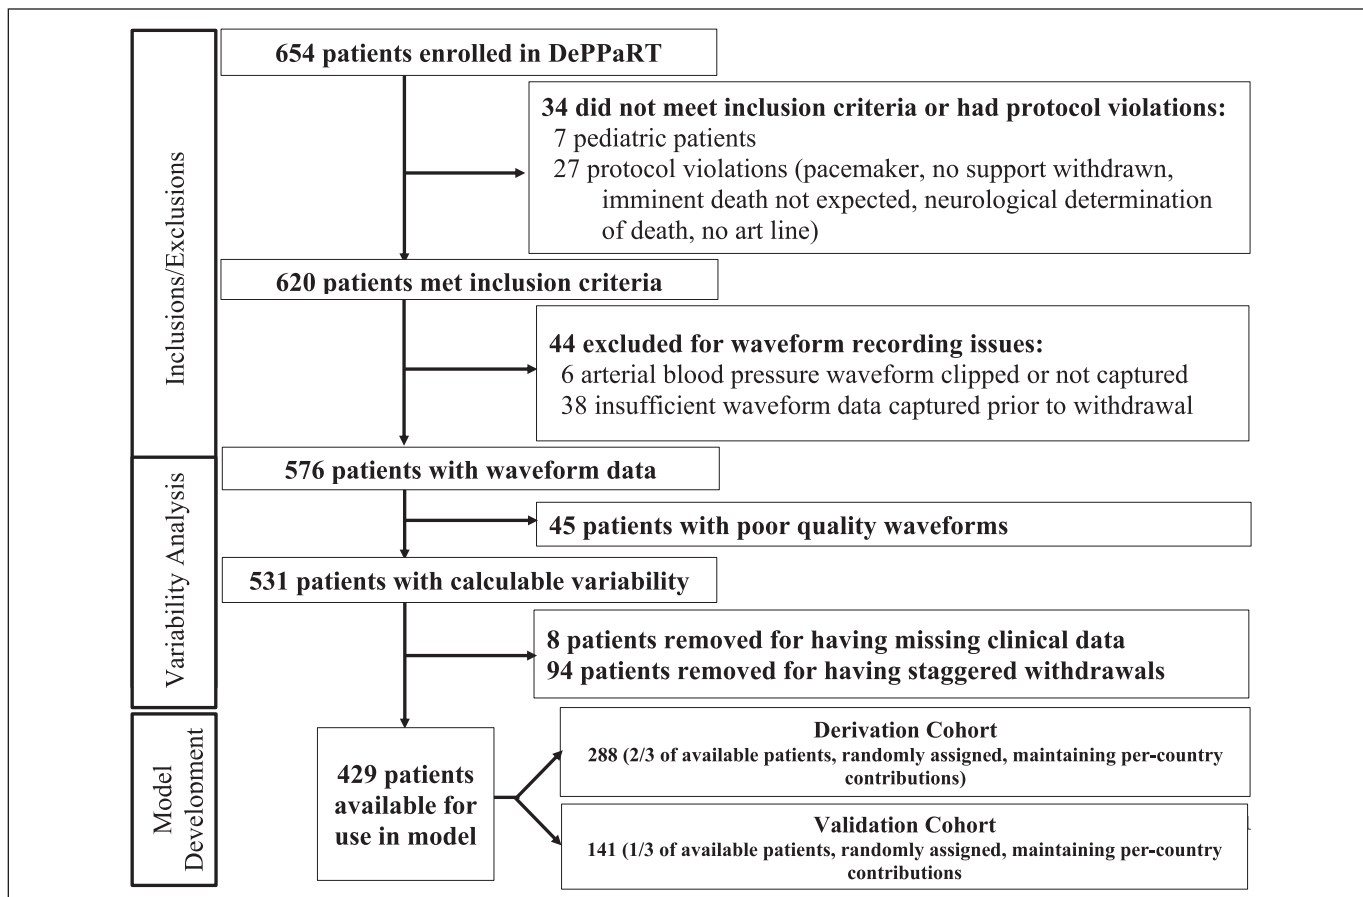 Inclusions/Exclusions
654 patients enrolled in DePPaRT
34 did not meet inclusion criteria or had protocol violations:
7 pediatric patients
27 protocol violations (pacemaker, no support withdrawn,
imminent death not expected, neurological determination
of death, no art line)
620 patients met inclusion criteria
44 excluded for waveform recording issues:
6 arterial blood pressure waveform clipped or not captured
38 insufficient waveform data captured prior to withdrawal
Variability Analysis
576 patients with waveform data
45 patients with poor quality waveforms
531 patients with calculable variability
8 patients removed for having missing clinical data
94 patients removed for having staggered withdrawals
Model
Development
429 patients
available for
use in model
Derivation Cohort
288 (2/3 of available patients, randomly assigned, maintaining per-country
contributions)
Validation Cohort
141 (1/3 of available patients, randomly assigned, maintaining per-country
contributions